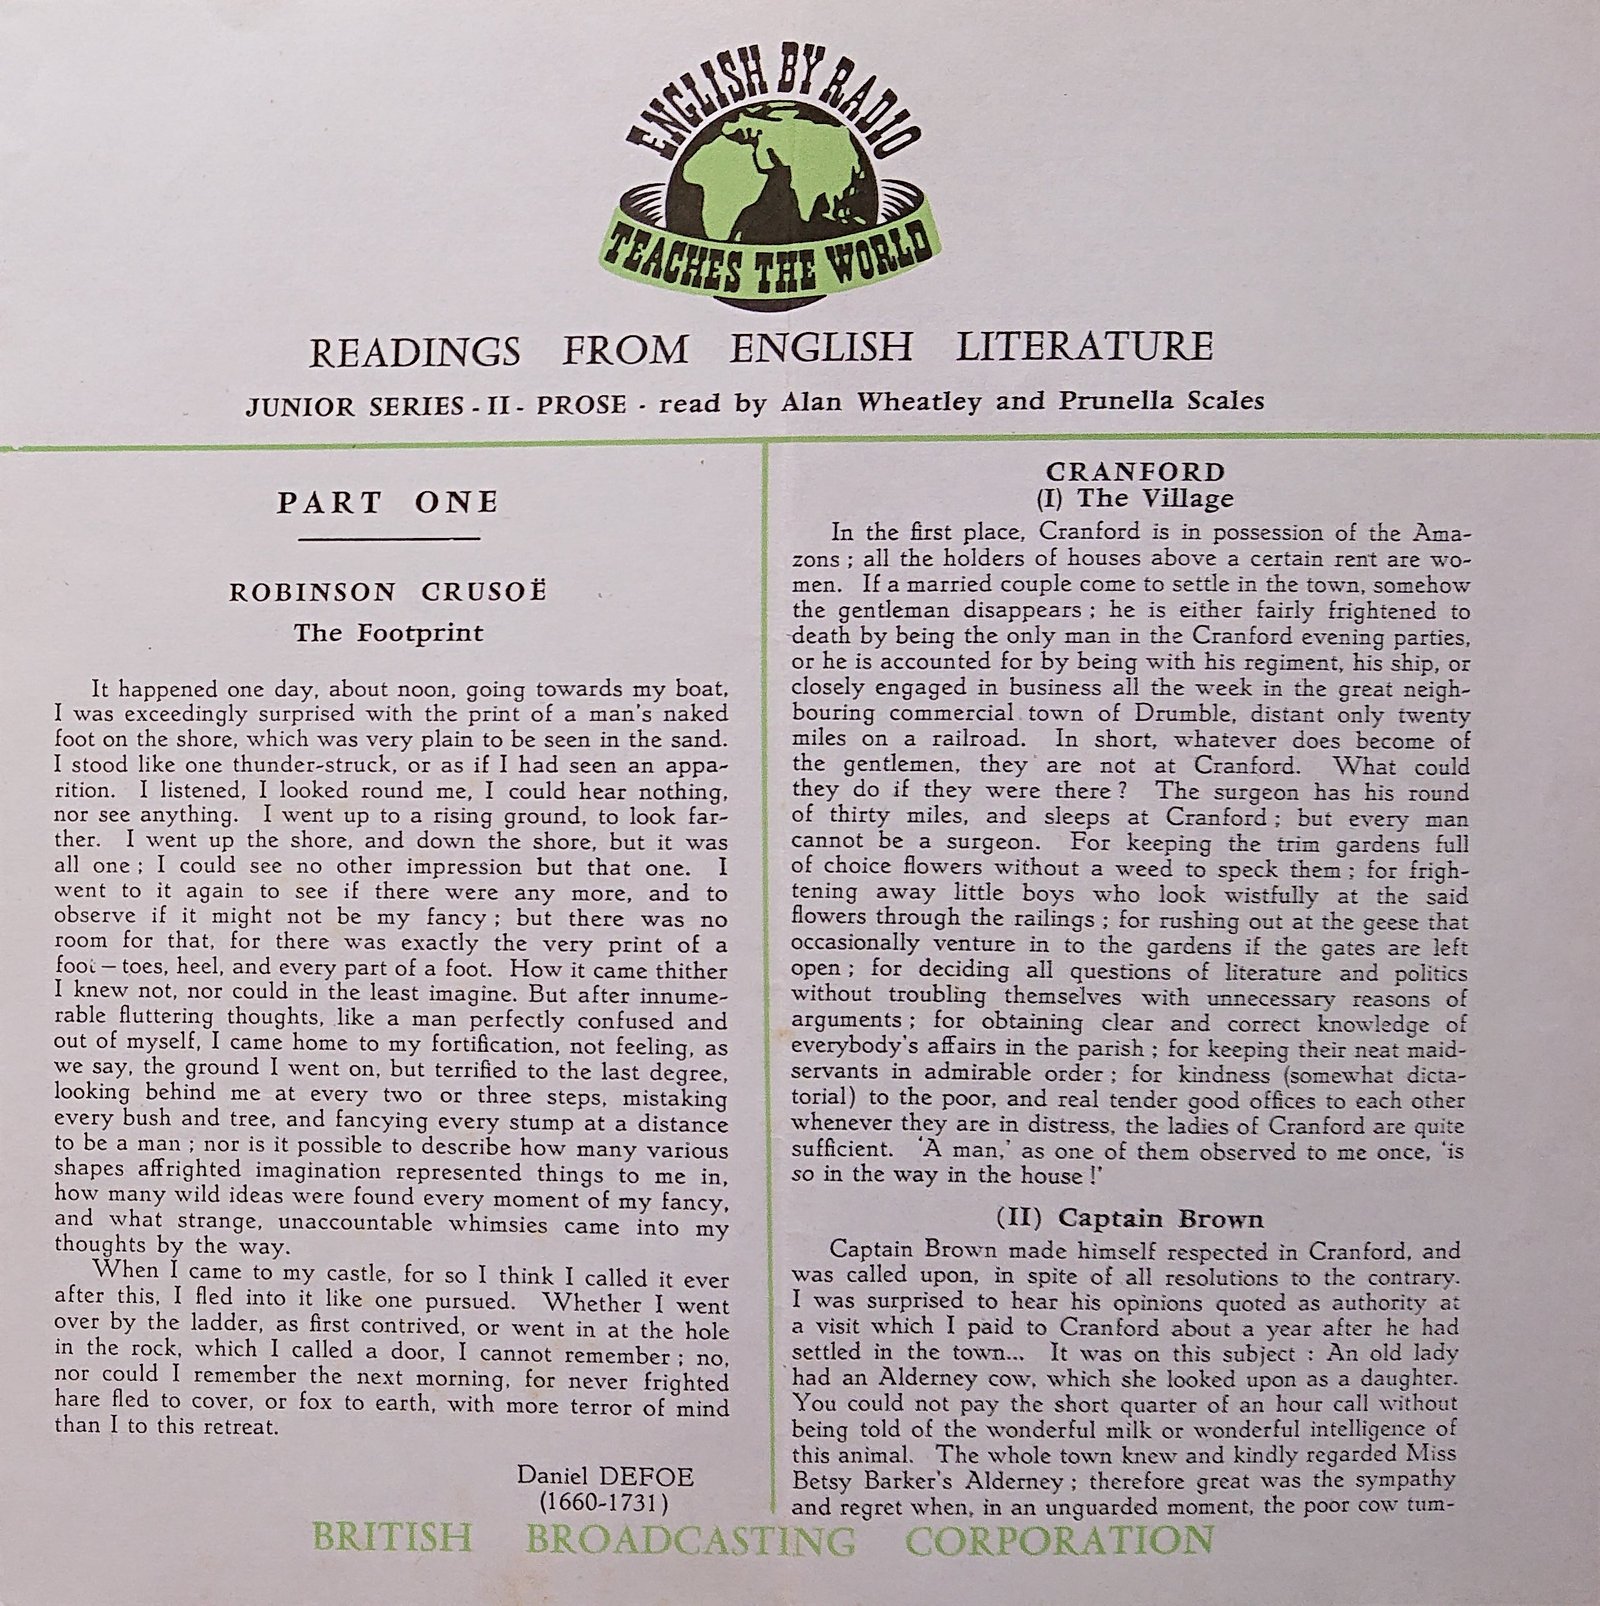 ENGLISH BY RADIO
TEACHES THE WORLD
READINGS FROM ENGLISH LITERATURE
JUNIOR SERIES - II - PROSE - read by Alan Wheatley and Prunella Scales
PART ONE
ROBINSON CRUSOË
The Footprint
It happened one day, about noon, going towards my boat,
I was exceedingly surprised with the print of a man's naked
foot on the shore, which was very plain to be seen in the sand.
I stood like one thunder-struck, or as if I had seen an appa-
rition. I listened, I looked round me, I could hear nothing,
nor see anything. I went up to a rising ground, to look far-
ther. I went up the shore, and down the shore, but it was
all one ; I could see no other impression but that one. I
went to it again to see if there were any more, and to
observe if it might not be my fancy ; but there was no
room for that, for there was exactly the very print of a
foot – toes, heel, and every part of a foot. How it came thither
I knew not, nor could in the least imagine. But after innume-
rable fluttering thoughts, like a man perfectly confused and
out of myself, I came home to my fortification, not feeling, as
we say, the ground I went on, but terrified to the last degree,
looking behind me at every two or three steps, mistaking
every bush and tree, and fancying every stump at a distance
to be a man ; nor is it possible to describe how many various
shapes affrighted imagination represented things to me in,
how many wild ideas were found every moment of my fancy,
and what strange, unaccountable whimsies came into my
thoughts by the way.
When I came to my castle, for so I think I called it ever
after this, I fled into it like one pursued. Whether I went
over by the ladder, as first contrived, or went in at the hole
in the rock, which I called a door, I cannot remember ; no,
nor could I remember the next morning, for never frighted
hare fled to cover, or fox to earth, with more terror of mind
than I to this retreat.
Daniel DEFOE
(1660-1731)
CRANFORD
(I) The Village
In the first place, Cranford is in possession of the Ama-
zons ; all the holders of houses above a certain rent are wo-
men. If a married couple come to settle in the town, somehow
the gentleman disappears ; he is either fairly frightened to
death by being the only man in the Cranford evening parties,
or he is accounted for by being with his regiment, his ship, or
closely engaged in business all the week in the great neigh-
bouring commercial town of Drumble, distant only twenty
miles on a railroad. In short, whatever does become of
the gentlemen, they are not at Cranford. What could
they do if they were there ? The surgeon has his round
of thirty miles, and sleeps at Cranford ; but every man
cannot be a surgeon. For keeping the trim gardens full
of choice flowers without a weed to speck them ; for frigh-
tening away little boys who look wistfully at the said
flowers through the railings ; for rushing out at the geese that
occasionally venture in to the gardens if the gates are left
open ; for deciding all questions of literature and politics
without troubling themselves with unnecessary reasons of
arguments ; for obtaining clear and correct knowledge of
everybody's affairs in the parish ; for keeping their neat maid-
servants in admirable order ; for kindness (somewhat dicta-
torial) to the poor, and real tender good offices to each other
whenever they are in distress, the ladies of Cranford are quite
sufficient. 'A man,' as one of them observed to me once, 'is
so in the way in the house !'
(II) Captain Brown
Captain Brown made himself respected in Cranford, and
was called upon, in spite of all resolutions to the contrary.
I was surprised to hear his opinions quoted as authority at
a visit which I paid to Cranford about a year after he had
settled in the town... It was on this subject : An old lady
had an Alderney cow, which she looked upon as a daughter.
You could not pay the short quarter of an hour call without
being told of the wonderful milk or wonderful intelligence of
this animal. The whole town knew and kindly regarded Miss
Betsy Barker's Alderney ; therefore great was the sympathy
and regret when, in an unguarded moment, the poor cow tum-
BRITISH BROADCASTING CORPORATION